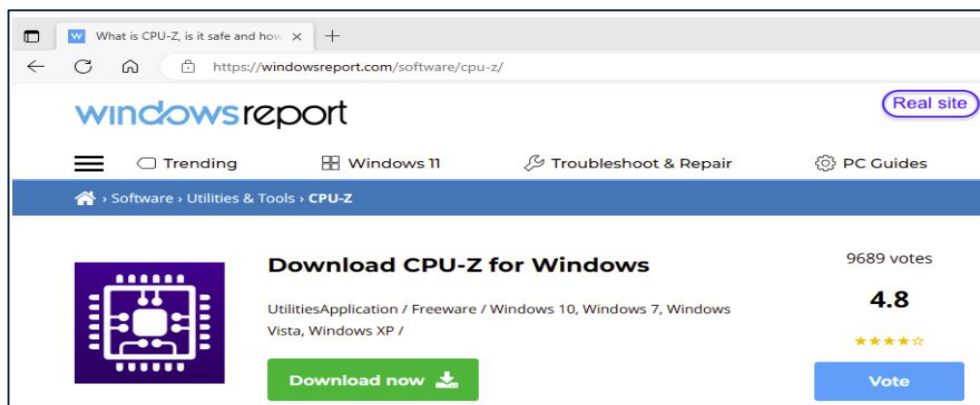 What is CPU-Z, is it safe and how
https://windowsreport.com/software/cpu-z/
windowsreport
Real site
Trending
Windows 11
Troubleshoot & Repair
PC Guides
› Software › Utilities & Tools › CPU-Z
Download CPU-Z for Windows
UtilitiesApplication / Freeware / Windows 10, Windows 7, Windows
Vista, Windows XP /
Download now
9689 votes
4.8
Vote